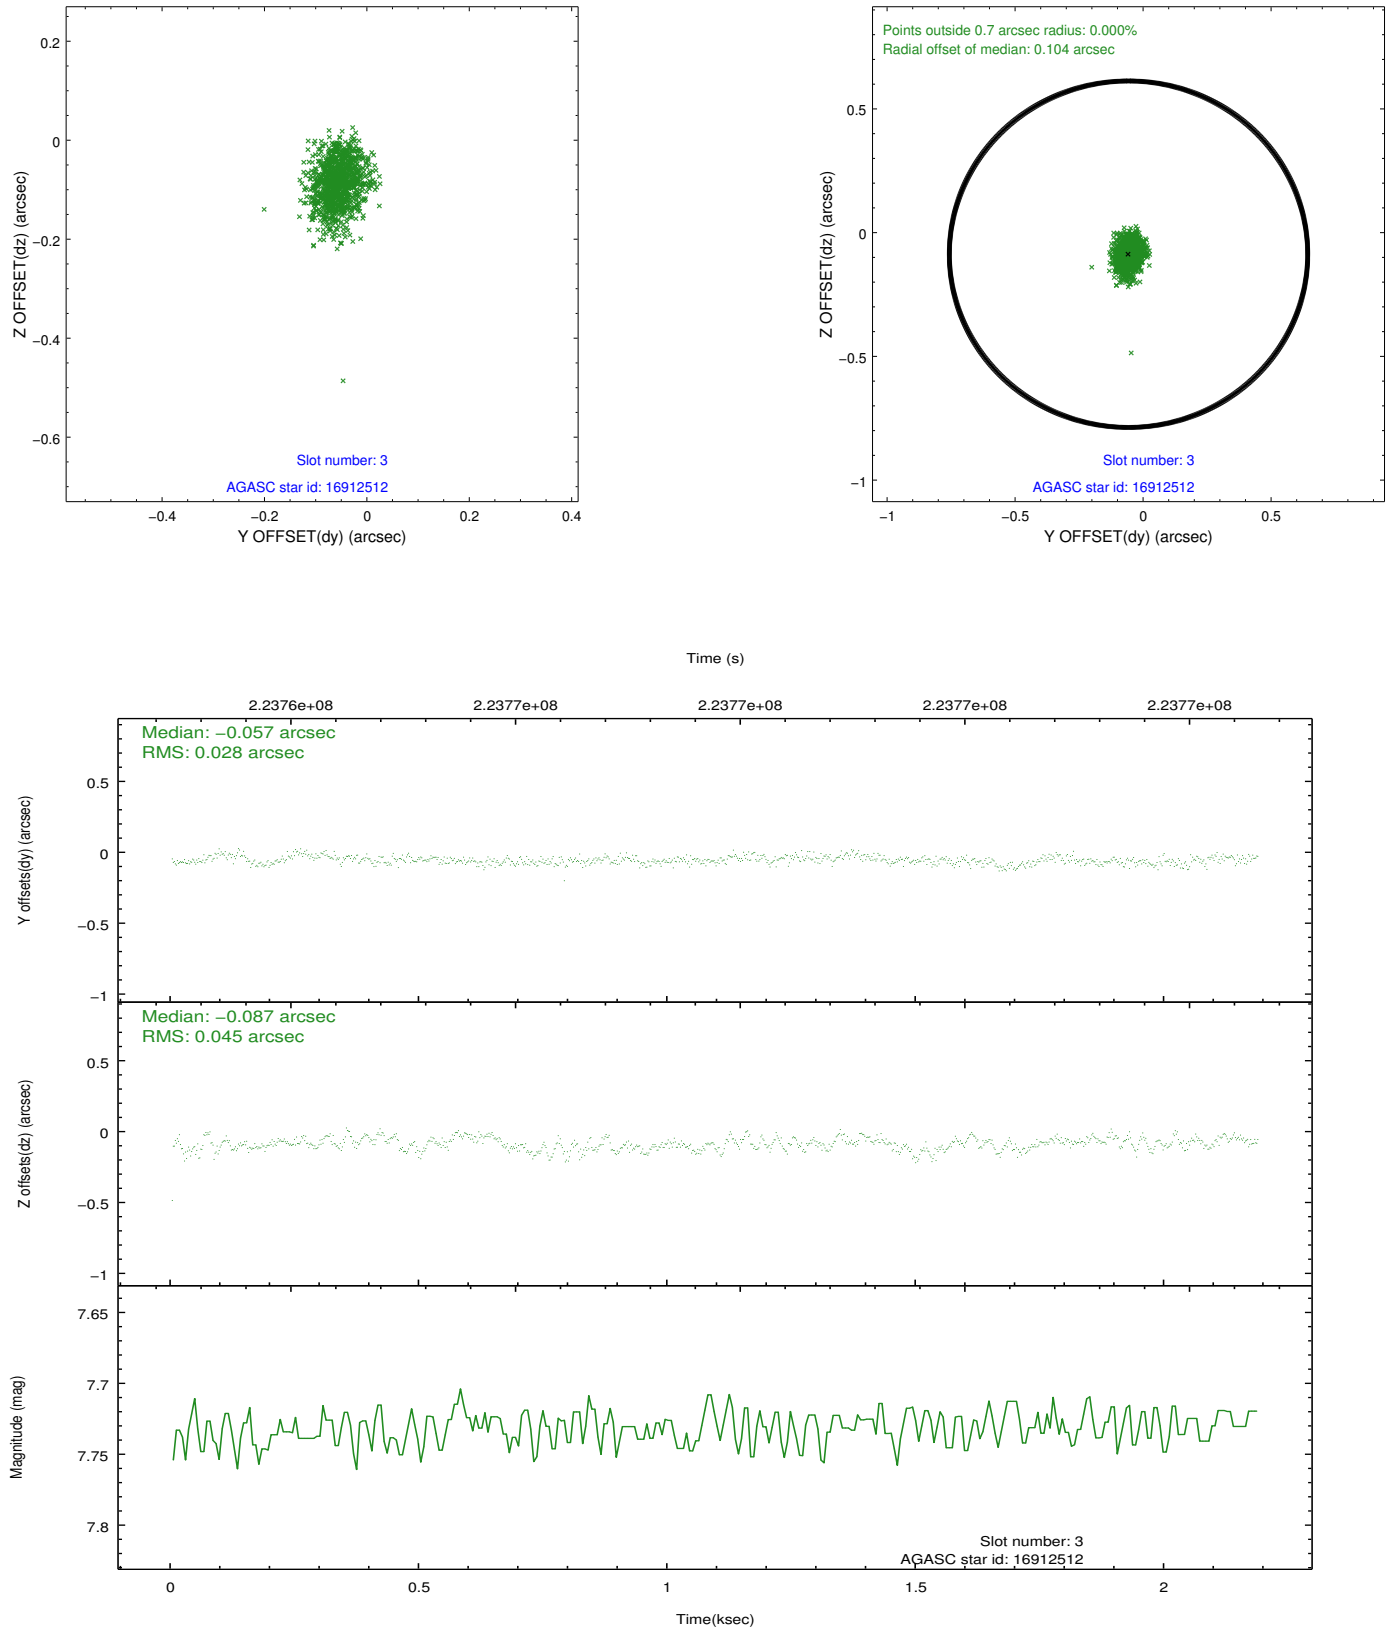 0.2
0
−0.2
−0.4
−0.6
Z OFFSET(dz) (arcsec)
Slot number: 3
AGASC star id: 16912512
−0.4
−0.2
0
0.2
0.4
Y OFFSET(dy) (arcsec)
Points outside 0.7 arcsec radius: 0.000%
Radial offset of median: 0.104 arcsec
0.5
0
−0.5
−1
Z OFFSET(dz) (arcsec)
Slot number: 3
AGASC star id: 16912512
−1
−0.5
0
0.5
Y OFFSET(dy) (arcsec)
Time (s)
2.2376e+08
2.2377e+08
2.2377e+08
2.2377e+08
2.2377e+08
Median: −0.057 arcsec
RMS: 0.028 arcsec
0.5
0
−0.5
−1
Y offsets(dy) (arcsec)
Median: −0.087 arcsec
RMS: 0.045 arcsec
0.5
0
−0.5
−1
Z offsets(dz) (arcsec)
7.65
7.7
7.75
7.8
Magnitude (mag)
Slot number: 3
AGASC star id: 16912512
0
0.5
1
1.5
2
Time(ksec)